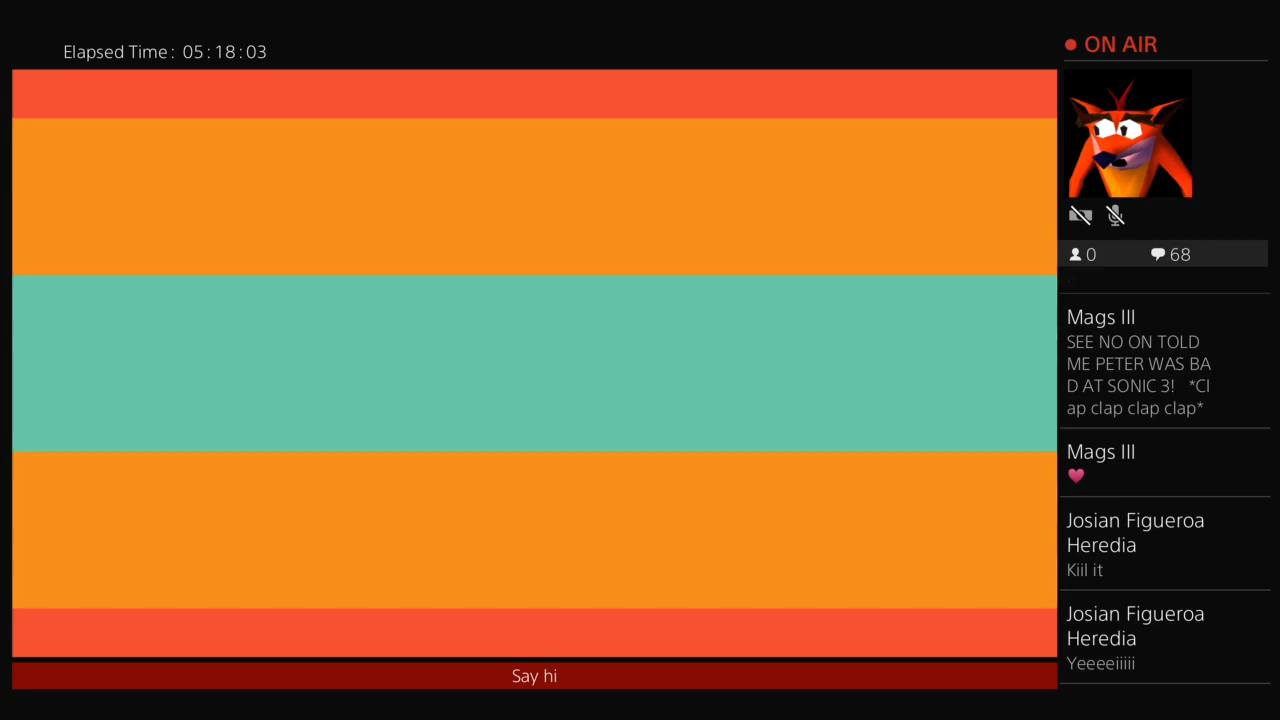 Elapsed Time: 05:18:03
ON AIR
0 68
Mags III
SEE NO ON TOLD
ME PETER WAS BA
D AT SONIC 3! *Cl
ap clap clap clap*
Mags III
Josian Figueroa
Heredia
Kiil it
Josian Figueroa
Heredia
Yeeeeiiiii
Say hi